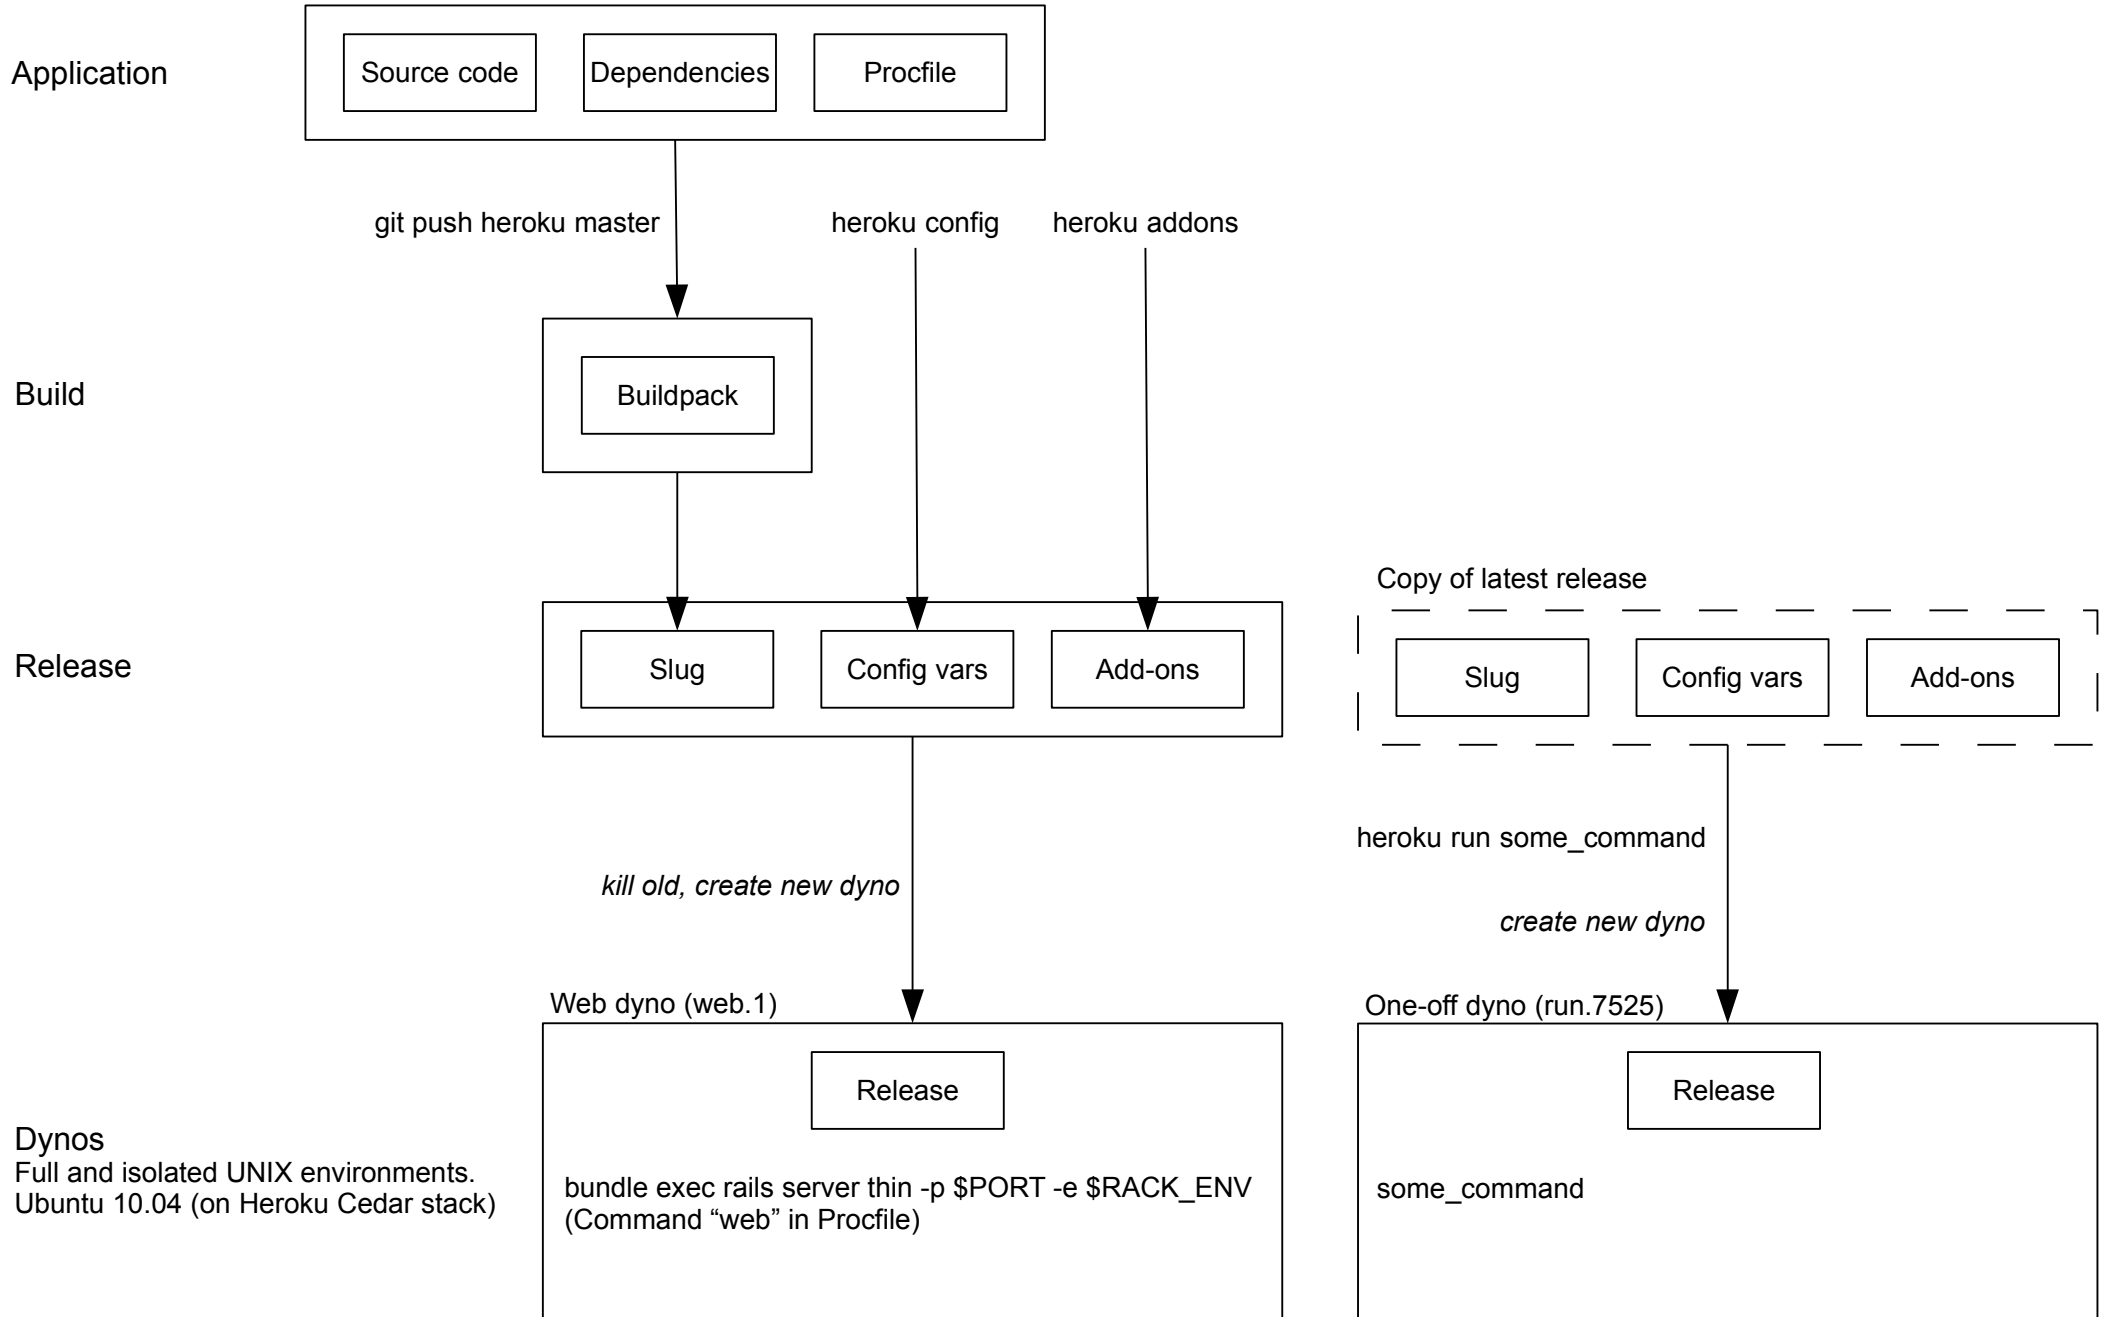 Application
Source code
Dependencies
Procfile
git push heroku master
heroku config
heroku addons
Build
Buildpack
Copy of latest release
Release
Slug
Config vars
Add-ons
Slug
Config vars
Add-ons
heroku run some_command
kill old, create new dyno
create new dyno
Web dyno (web.1)
One-off dyno (run.7525)
Release
Release
Dynos
Full and isolated UNIX environments.
Ubuntu 10.04 (on Heroku Cedar stack)
bundle exec rails server thin -p $PORT -e $RACK_ENV
(Command “web” in Procfile)
some_command